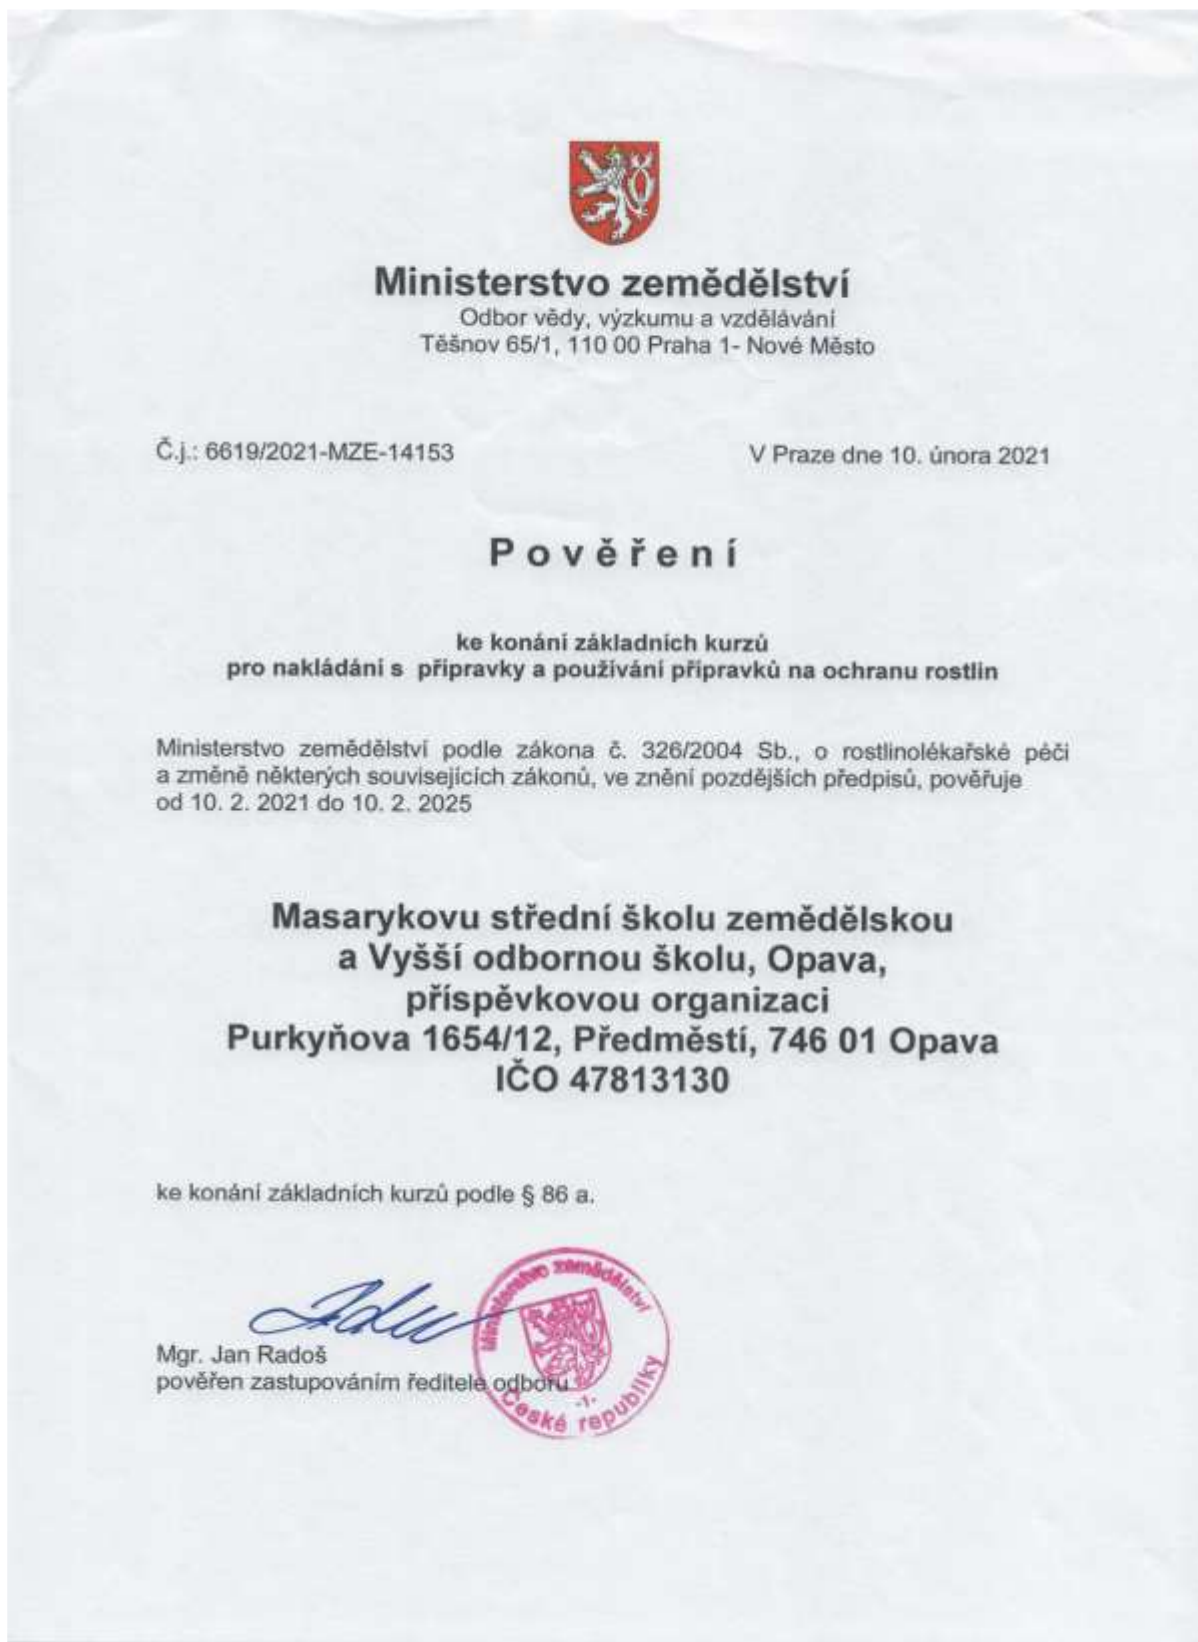 Ministerstvo zemědělství
Odbor vědy, výzkumu a vzdělávání
Těšnov 65/1, 110 00 Praha 1- Nové Město
Č.j.: 6619/2021-MZE-14153
V Praze dne 10. února 2021
Pověření
ke konání základních kurzů
pro nakládání s přípravky a používání přípravků na ochranu rostlin
Ministerstvo zemědělství podle zákona č. 326/2004 Sb., o rostlinolékařské péči
a změně některých souvisejících zákonů, ve znění pozdějších předpisů, pověřuje
od 10. 2. 2021 do 10. 2. 2025
Masarykovu střední školu zemědělskou
a Vyšší odbornou školu, Opava,
příspěvkovou organizaci
Purkyňova 1654/12, Předměstí, 746 01 Opava
IČO 47813130
ke konání základních kurzů podle § 86 a.
Mgr. Jan Radoš
pověřen zastupováním ředitele odboru
Ministerstvo zemědělství
-1-
České republiky